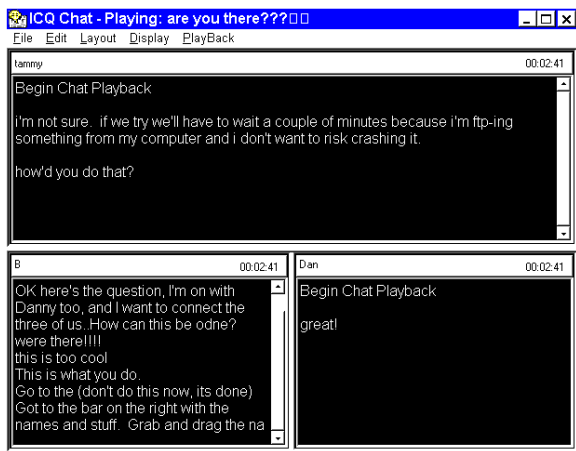 ICQ Chat - Playing: are you there???
File Edit Layout Display PlayBack
tammy 00:02:41
Begin Chat Playback
i'm not sure. if we try we'll have to wait a couple of minutes because i'm ftp-ing
something from my computer and i don't want to risk crashing it.
how'd you do that?
B 00:02:41
OK here's the question, I'm on with
Danny too, and I want to connect the
three of us..How can this be odne?
were there!!!!
this is too cool
This is what you do.
Go to the (don't do this now, its done)
Got to the bar on the right with the
names and stuff. Grab and drag the na
Dan 00:02:41
Begin Chat Playback
great!